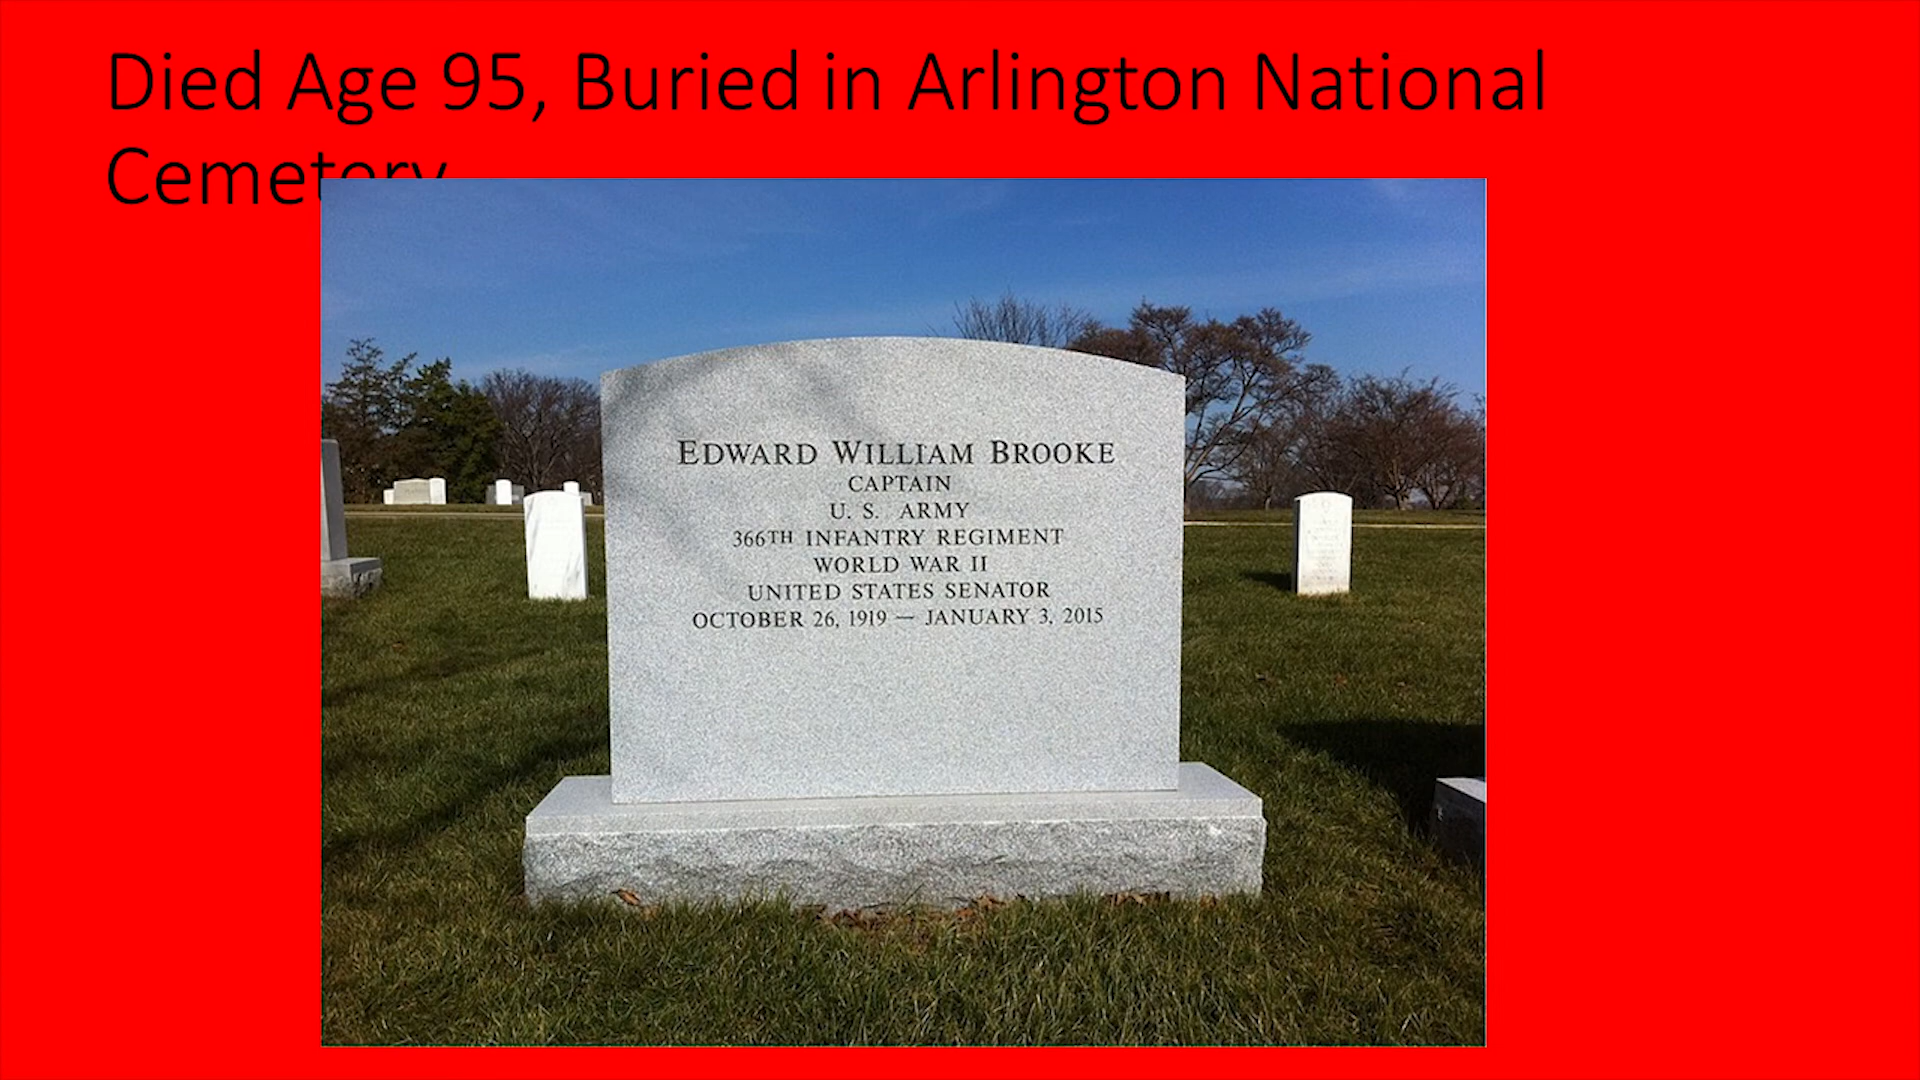 Died Age 95, Buried in Arlington National
Cemetery
EDWARD WILLIAM BROOKE
CAPTAIN
U. S. ARMY
366TH INFANTRY REGIMENT
WORLD WAR II
UNITED STATES SENATOR
OCTOBER 26, 1919 — JANUARY 3, 2015